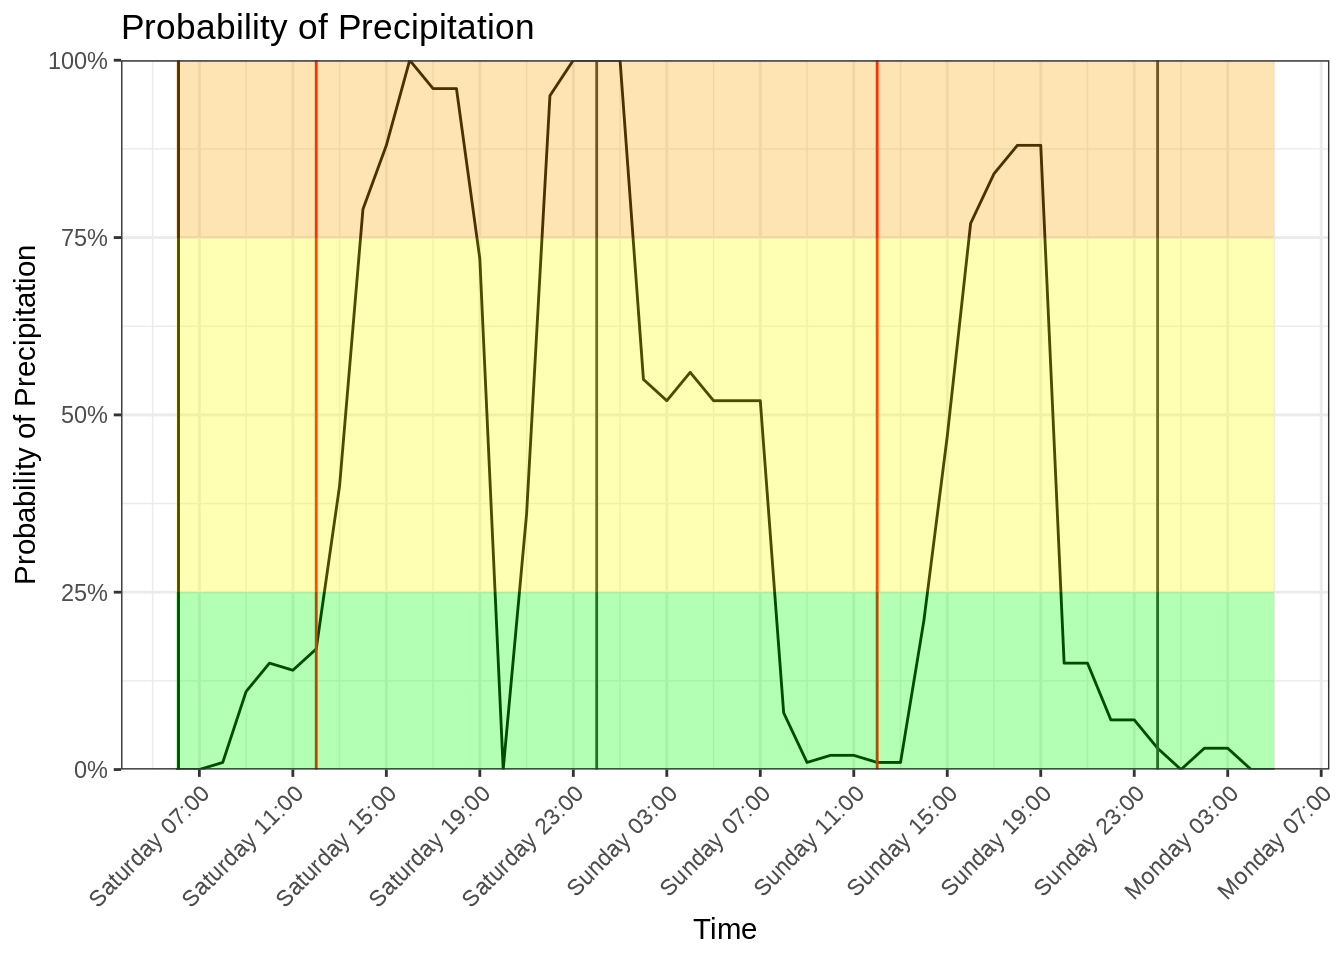 Probability of Precipitation
Probability of Precipitation
100%
75%
50%
25%
0%
Saturday 07:00
Saturday 11:00
Saturday 15:00
Saturday 19:00
Saturday 23:00
Sunday 03:00
Sunday 07:00
Sunday 11:00
Sunday 15:00
Sunday 19:00
Sunday 23:00
Monday 03:00
Monday 07:00
Time